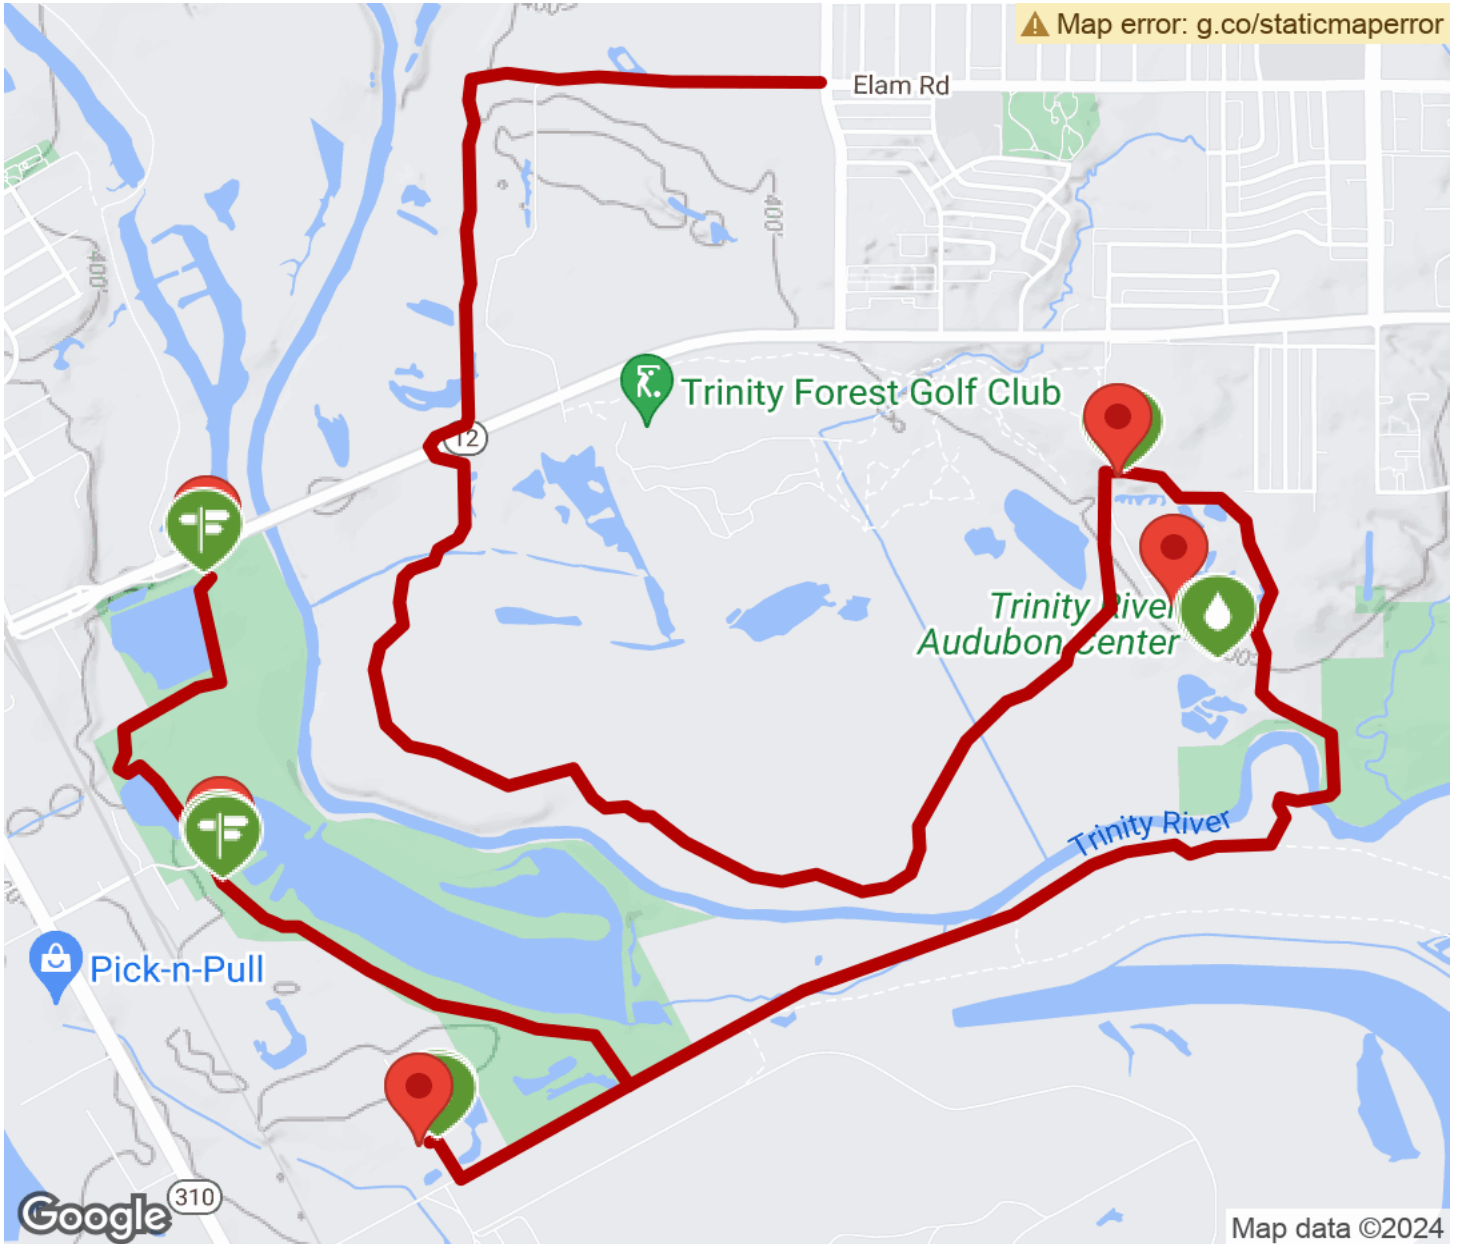 Map error: g.co/staticmaperror
Elam Rd
400'
400'
12
Trinity Forest Golf Club
Trinity River
Audubon Center
Trinity River
Pick-n-Pull
310
Google
Map data ©2024